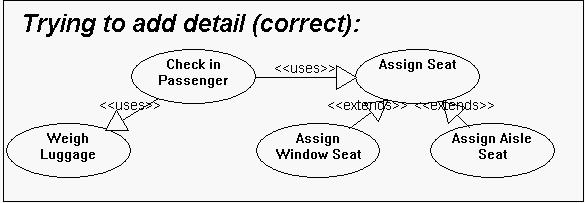 Trying to add detail (correct):
Check in
Passenger
<<uses>>
Assign Seat
<<uses>>
<<extends>>
<<extends>>
Weigh
Luggage
Assign
Window Seat
Assign Aisle
Seat